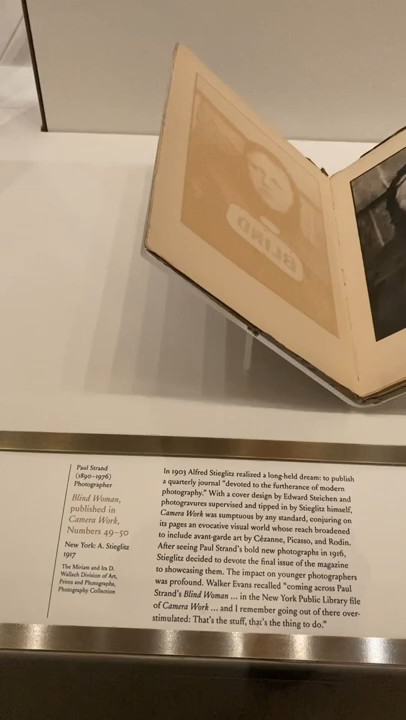 BLIND
Paul Strand
(1890–1976)
Photographer
Blind Woman,
published in
Camera Work,
Numbers 49–50
New York: A. Stieglitz
1917
The Miriam and Ira D.
Wallach Division of Art,
Prints and Photographs,
Photography Collection
In 1903 Alfred Stieglitz realized a long-held dream: to publish
a quarterly journal “devoted to the furtherance of modern
photography.” With a cover design by Edward Steichen and
photogravures supervised and tipped in by Stieglitz himself,
Camera Work was sumptuous by any standard, conjuring on
its pages an evocative visual world whose reach broadened
to include avant-garde art by Cézanne, Picasso, and Rodin.
After seeing Paul Strand’s bold new photographs in 1916,
Stieglitz decided to devote the final issue of the magazine
to showcasing them. The impact on younger photographers
was profound. Walker Evans recalled “coming across Paul
Strand’s Blind Woman ... in the New York Public Library file
of Camera Work ... and I remember going out of there over-
stimulated: That’s the stuff, that’s the thing to do.”